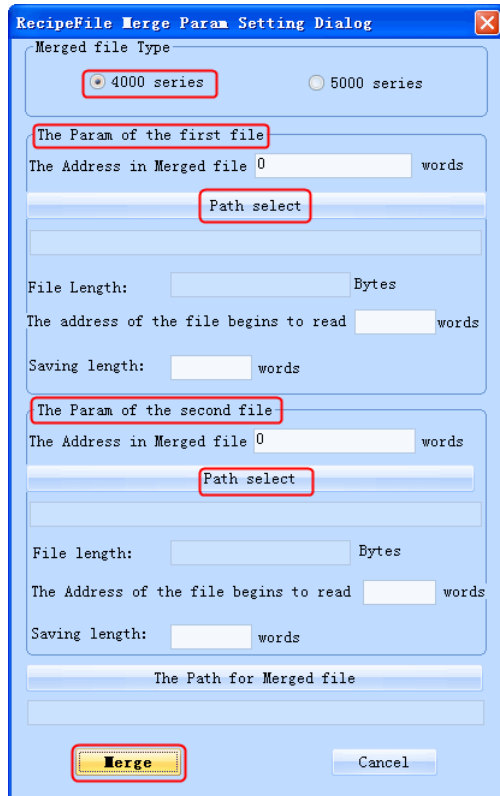 RecipeFile Merge Param Setting Dialog
Merged file Type
4000 series 5000 series
The Param of the first file
The Address in Merged file 0 words
Path select
File Length: Bytes
The address of the file begins to read words
Saving length: words
The Param of the second file
The Address in Merged file 0 words
Path select
File length: Bytes
The Address of the file begins to read words
Saving length: words
The Path for Merged file
Merge Cancel